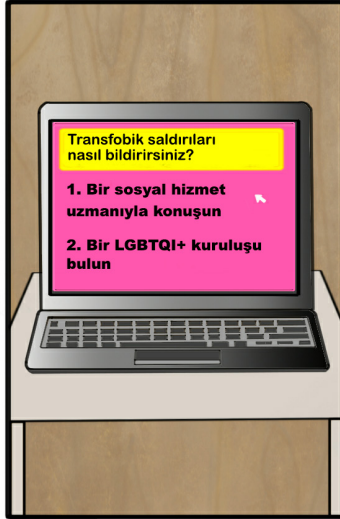 Transfobik saldırıları
nasıl bildirirsiniz?
1. Bir sosyal hizmet
uzmanıyla konuşun
2. Bir LGBTQI+ kuruluşu
bulun